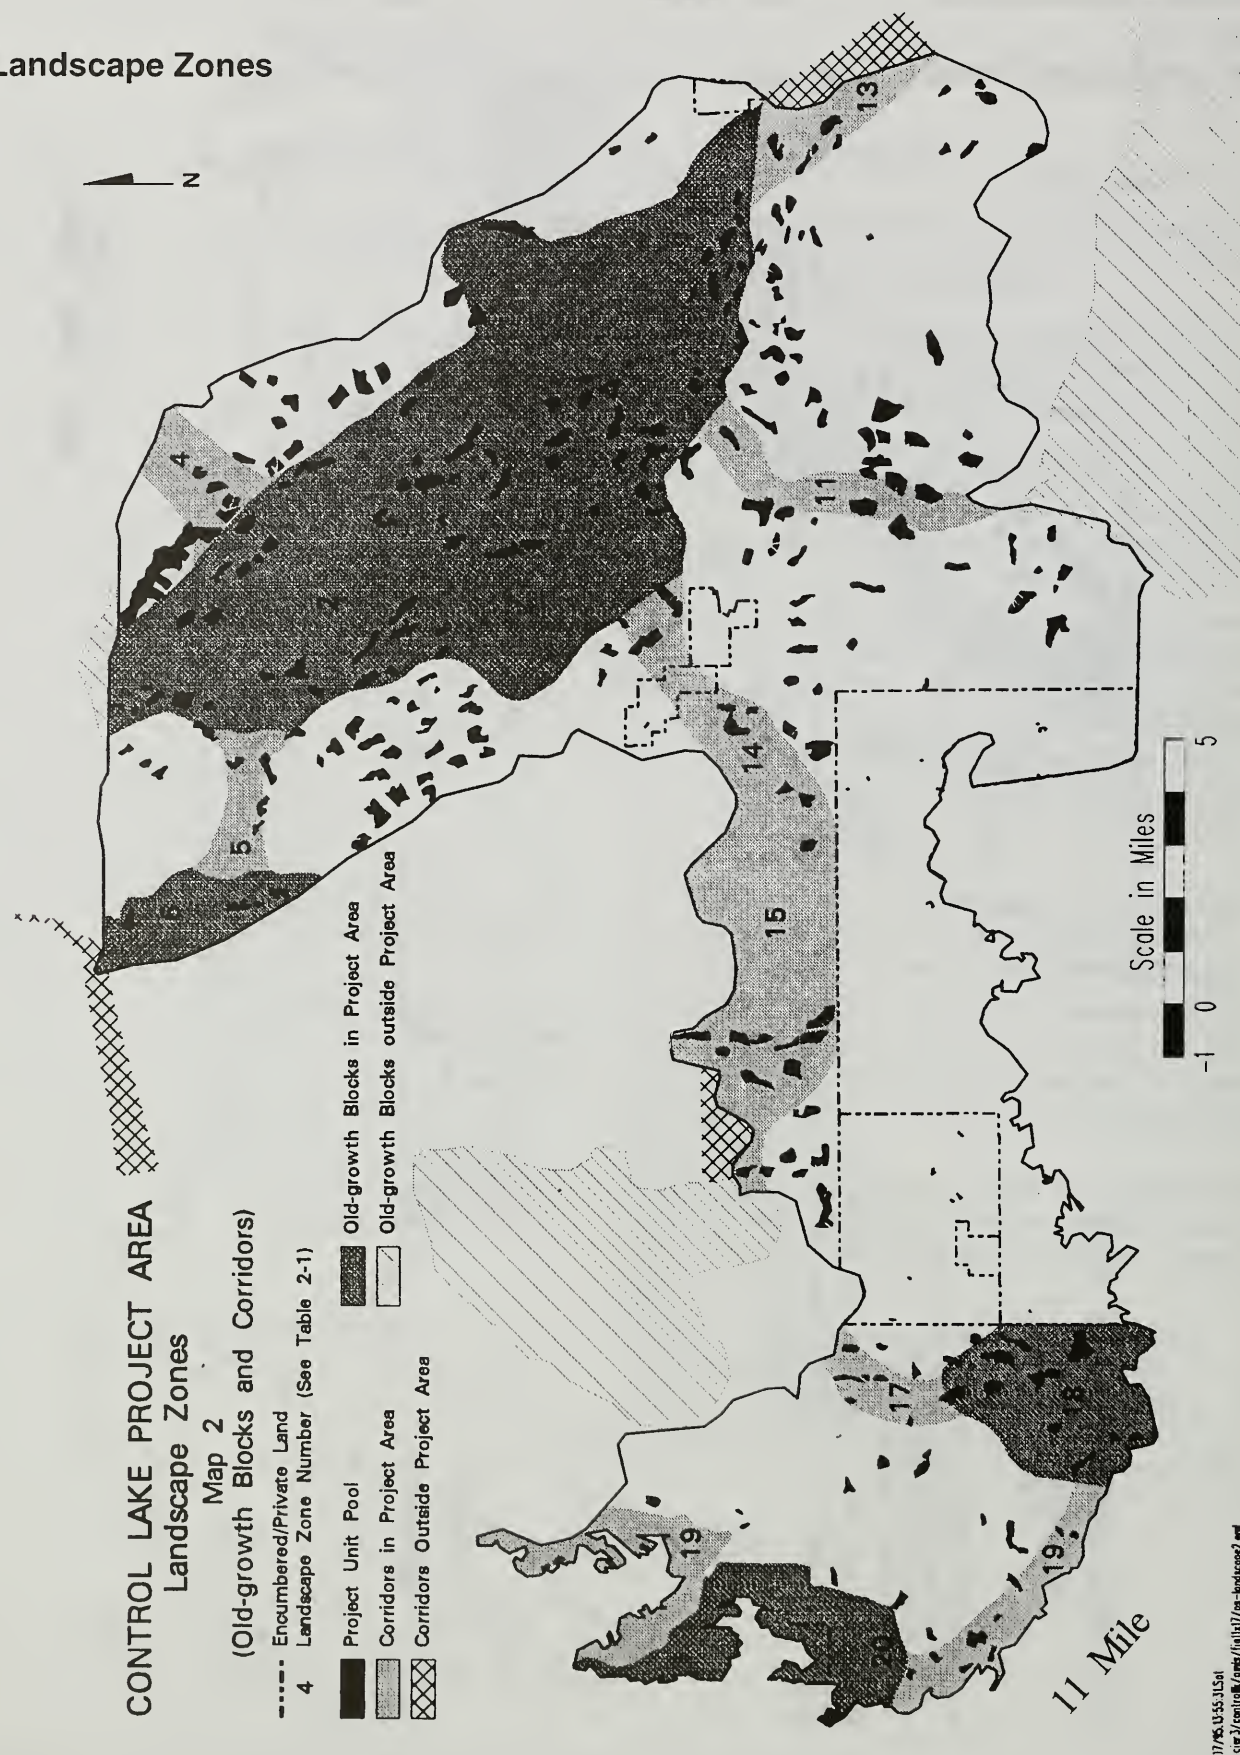 Landscape Zones
N
CONTROL LAKE PROJECT AREA
Landscape Zones
Map 2
(Old-growth Blocks and Corridors)
Encumbered/Private Land
4 Landscape Zone Number (See Table 2-1)
Project Unit Pool
Corridors in Project Area
Corridors Outside Project Area
Old-growth Blocks in Project Area
Old-growth Blocks outside Project Area
4
2
5
6
13
11
14
15
17
18
19
19
20
11 Mile
Scale in Miles
-1 0 5